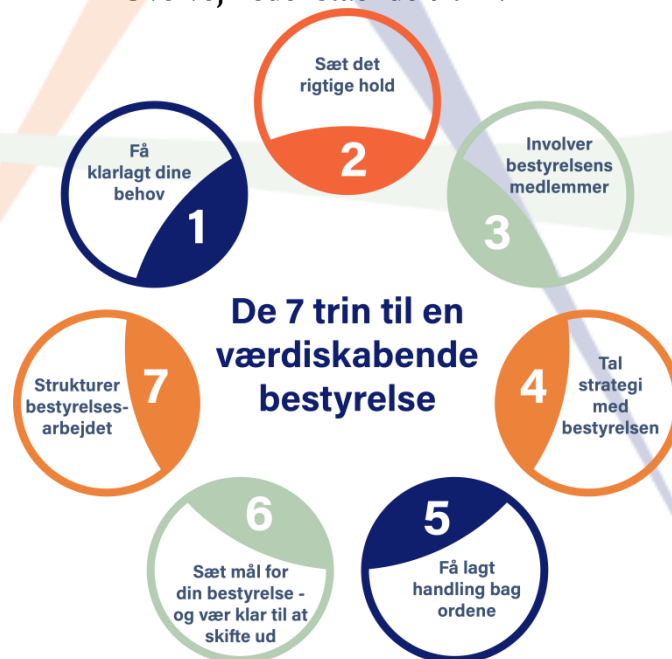 Få
klarlagt dine
behov
1
Sæt det
rigtige hold
2
Involver
bestyrelsens
medlemmer
3
De 7 trin til en
værdiskabende
bestyrelse
Tal
strategi
med
bestyrelsen
4
5
Få lagt
handling bag
ordene
6
Sæt mål for
din bestyrelse -
og vær klar til at
skifte ud
Strukturer
bestyrelses-
arbejdet
7